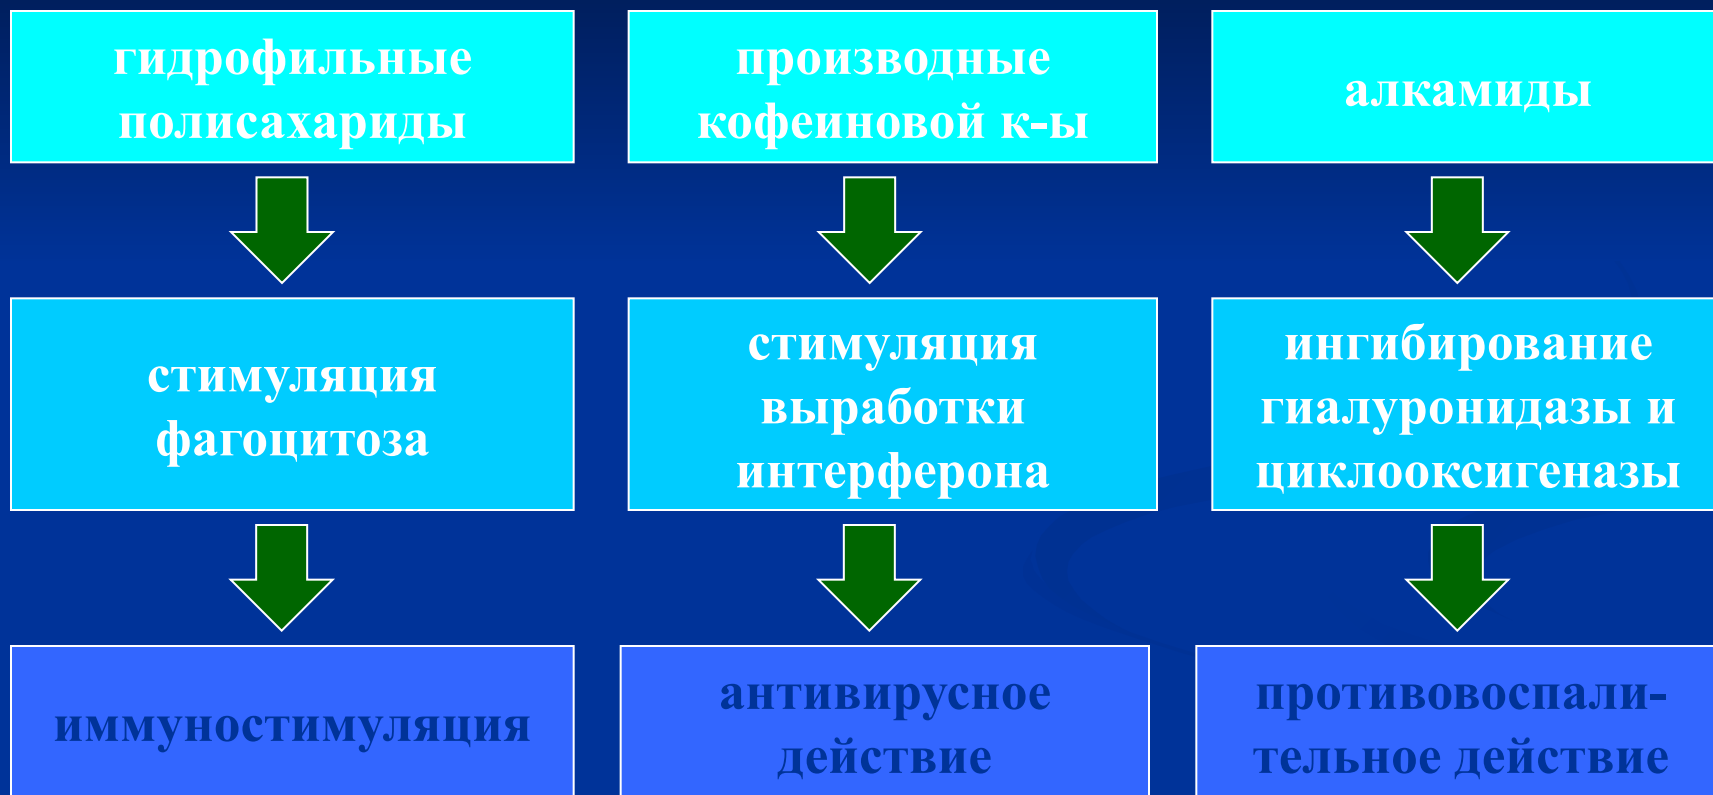 гидрофильные
полисахариды
производные
кофеиновой к-ы
алкамиды
стимуляция
фагоцитоза
стимуляция
выработки
интерферона
ингибирование
гиалуронидазы и
циклооксигеназы
иммуностимуляция
антивирусное
действие
противовоспали-
тельное действие